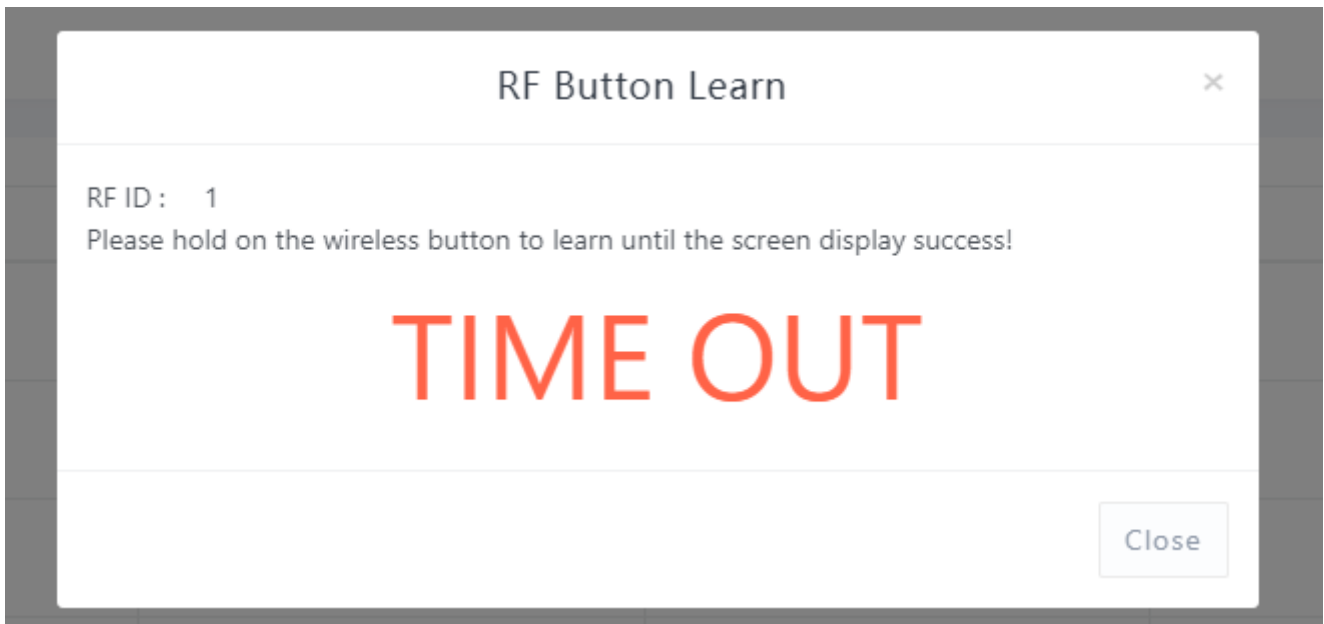 RF Button Learn ×
RF ID : 1
Please hold on the wireless button to learn until the screen display success!
TIME OUT
Close